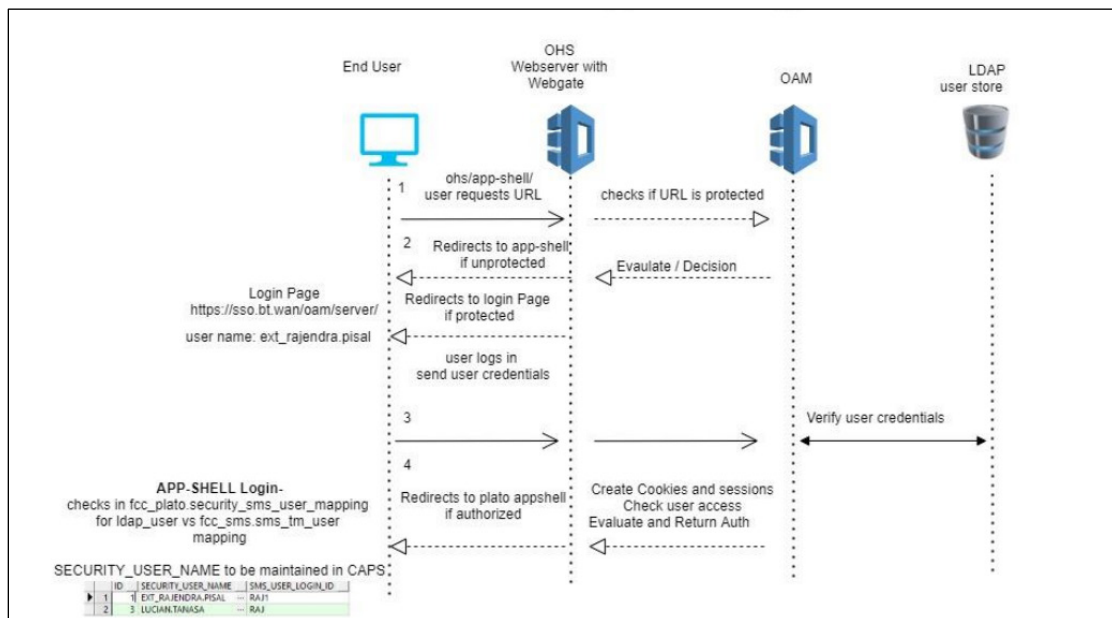 End User
OHS
Webserver with
Webgate
OAM
LDAP
user store
1
ohs/app-shell/
user requests URL
checks if URL is protected
2
Redirects to app-shell
if unprotected
Evaulate / Decision
Login Page
https://sso.bt.wan/oam/server/
user name: ext_rajendra.pisal
Redirects to login Page
if protected
user logs in
send user credentials
3
Verify user credentials
4
APP-SHELL Login-
checks in fcc_plato.security_sms_user_mapping
for ldap_user vs fcc_sms.sms_tm_user
mapping
Redirects to plato appshell
if authorized
Create Cookies and sessions
Check user access
Evaluate and Return Auth
SECURITY_USER_NAME to be maintained in CAPS
ID SECURITY_USER_NAME SMS_USER_LOGIN_ID
1 1 EXT_RAJENDRA.PISAL ... RAJ1
2 3 LUCIAN.TANASA ... RAJ